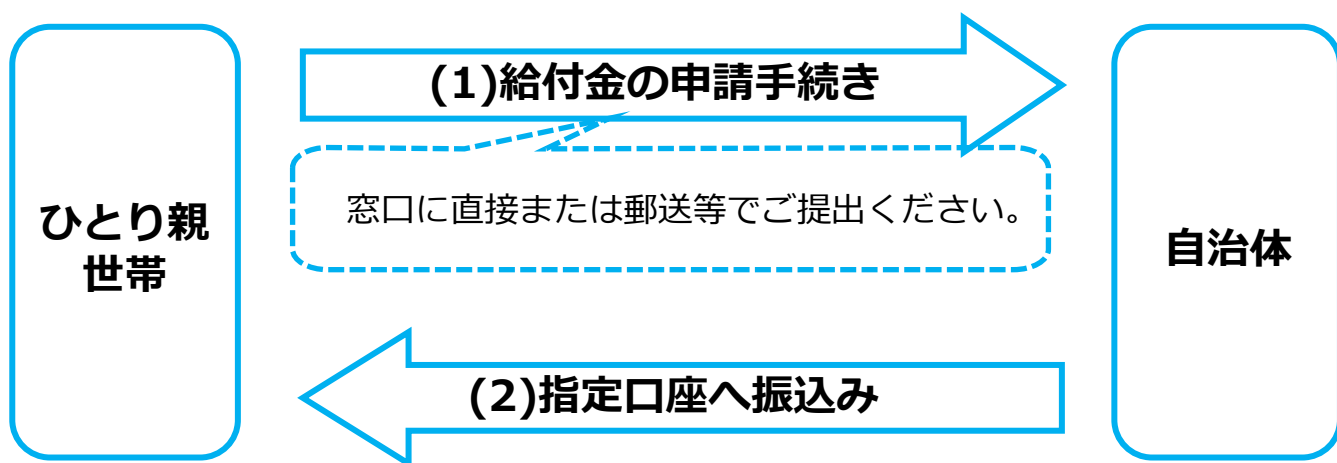 (1)給付金の申請手続き
窓口に直接または郵送等でご提出ください。
ひとり親
世帯
自治体
(2)指定口座へ振込み